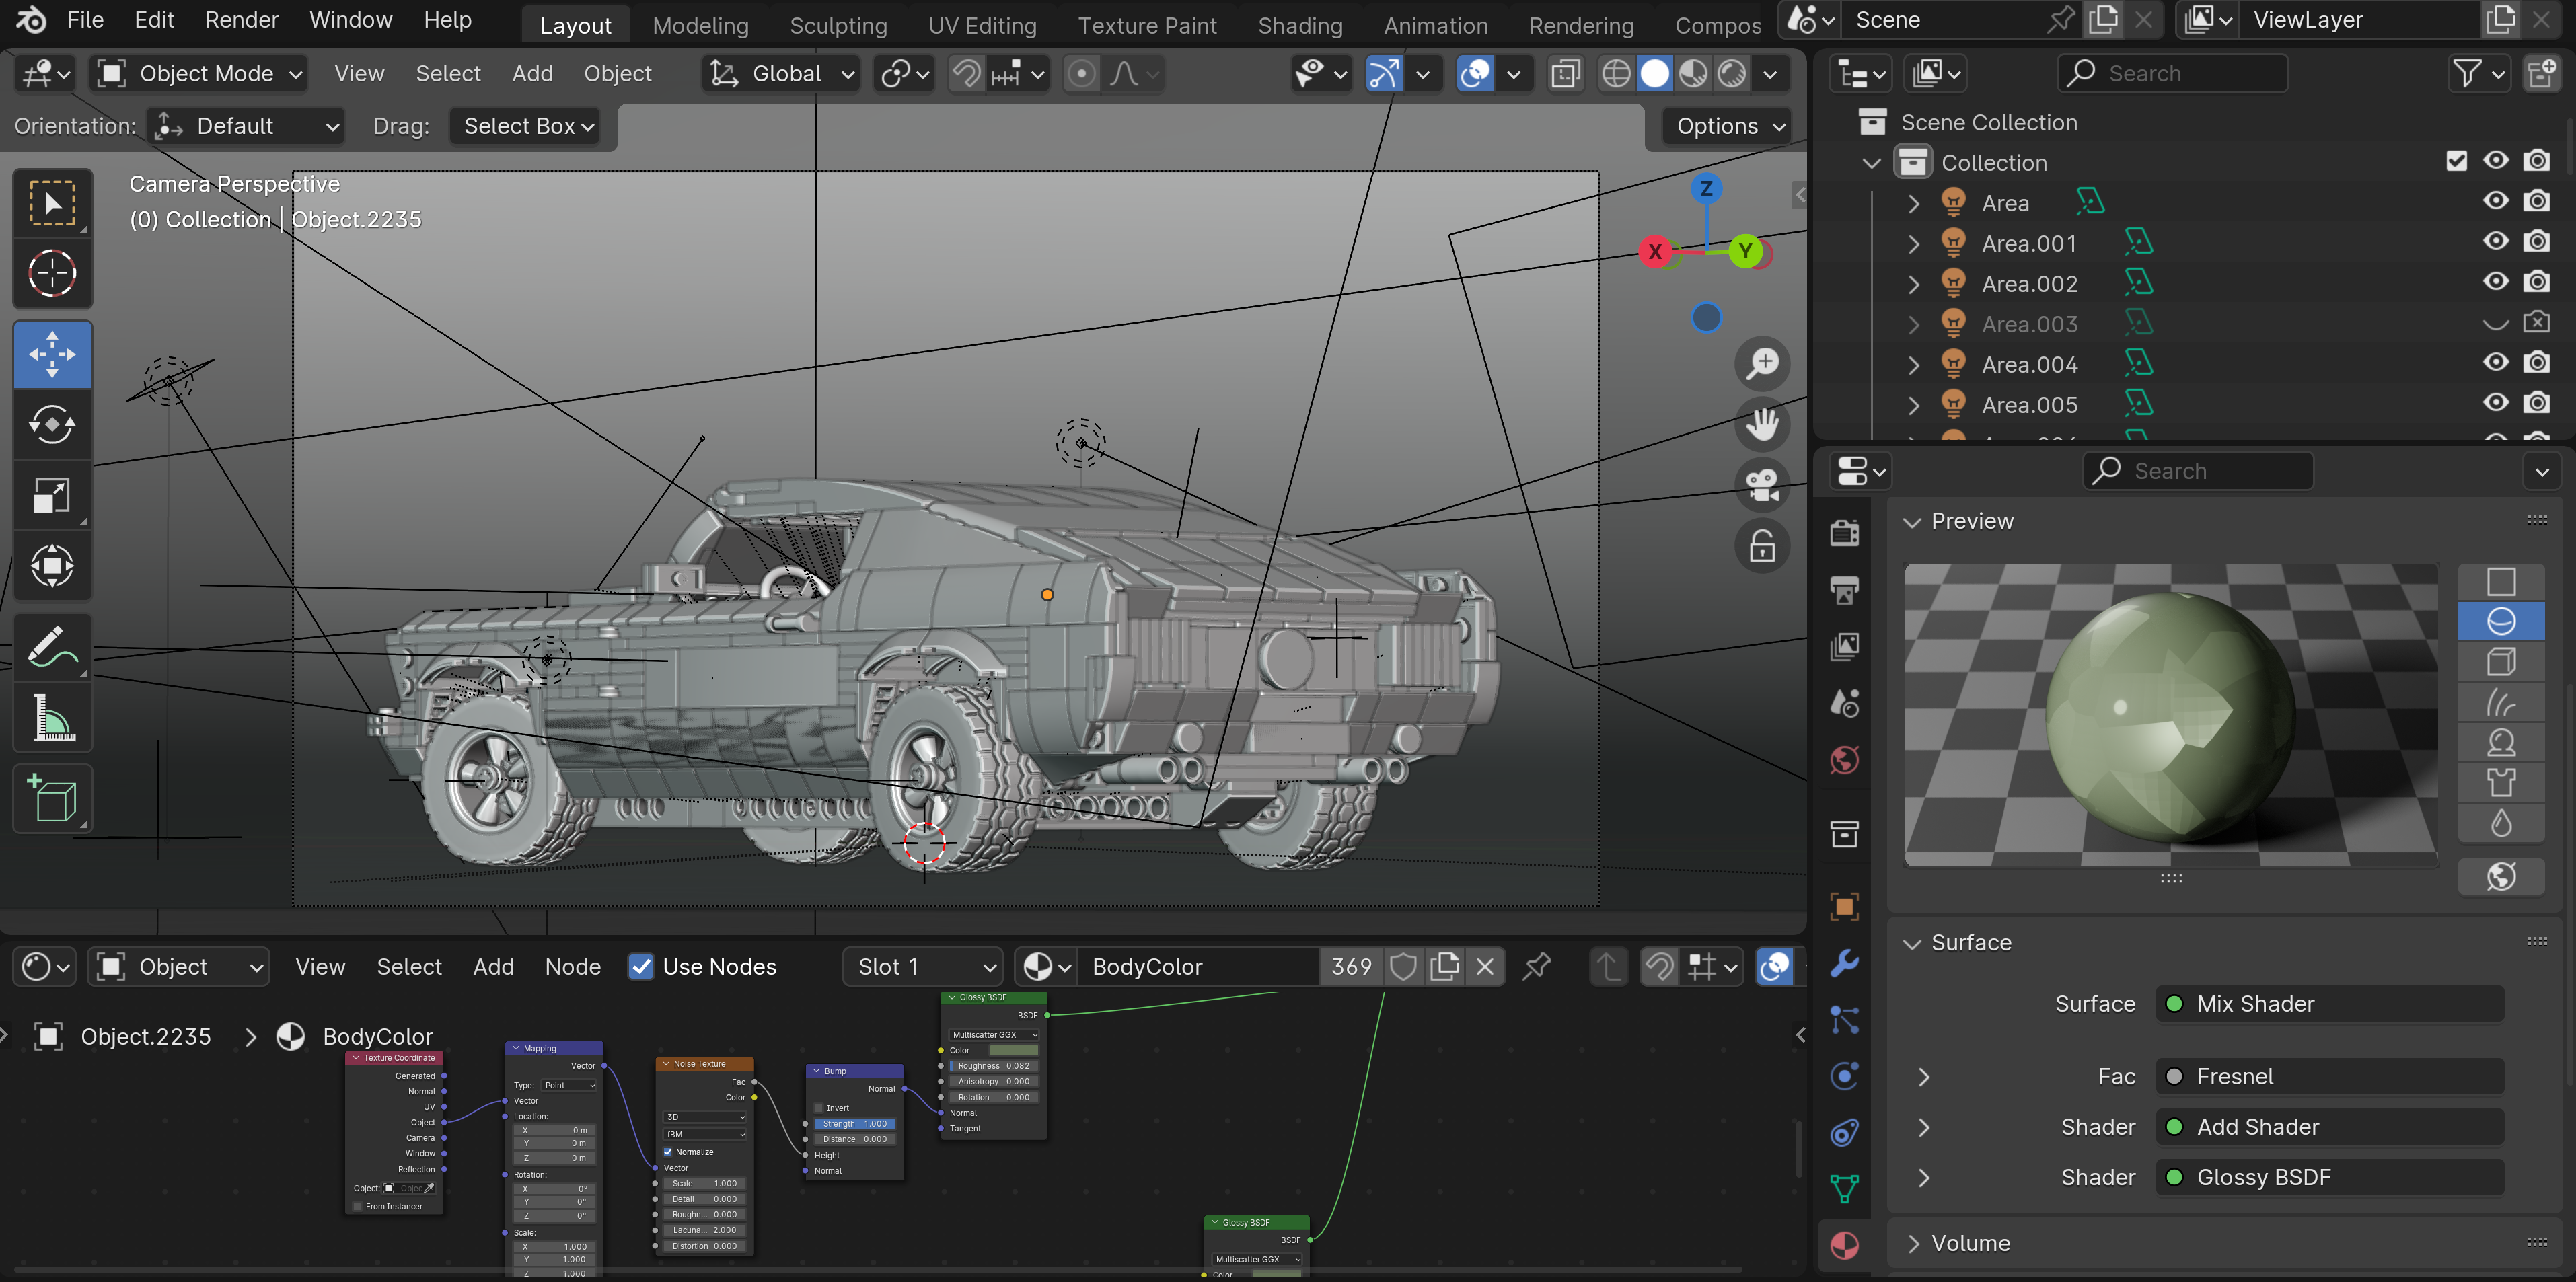 File Edit Render Window Help Layout Modeling Sculpting UV Editing Texture Paint Shading Animation Rendering Compos Scene ViewLayer
Object Mode View Select Add Object Global
Orientation: Default Drag: Select Box Options
Camera Perspective
(0) Collection | Object.2235
Z
X
Y
Search
Scene Collection
Collection
Area
Area.001
Area.002
Area.003
Area.004
Area.005
Search
Preview
Surface
Surface Mix Shader
Fac Fresnel
Shader Add Shader
Shader Glossy BSDF
Volume
Object View Select Add Node Use Nodes Slot 1 BodyColor 369
Object.2235 BodyColor
Texture Coordinate
Generated
Normal
UV
Object
Camera
Window
Reflection
Object: Objec
From Instancer
Mapping
Vector
Type: Point
Vector
Location:
X 0 m
Y 0 m
Z 0 m
Rotation:
X 0°
Y 0°
Z 0°
Scale:
X 1.000
Y 1.000
Z 1.000
Noise Texture
Fac
Color
3D
fBM
Normalize
Vector
Scale 1.000
Detail 0.000
Roughn... 0.000
Lacuna... 2.000
Distortion 0.000
Bump
Normal
Invert
Strength 1.000
Distance 0.000
Height
Normal
Glossy BSDF
BSDF
Multiscatter GGX
Color
Roughness 0.082
Anisotropy 0.000
Rotation 0.000
Normal
Tangent
Glossy BSDF
BSDF
Multiscatter GGX
Color